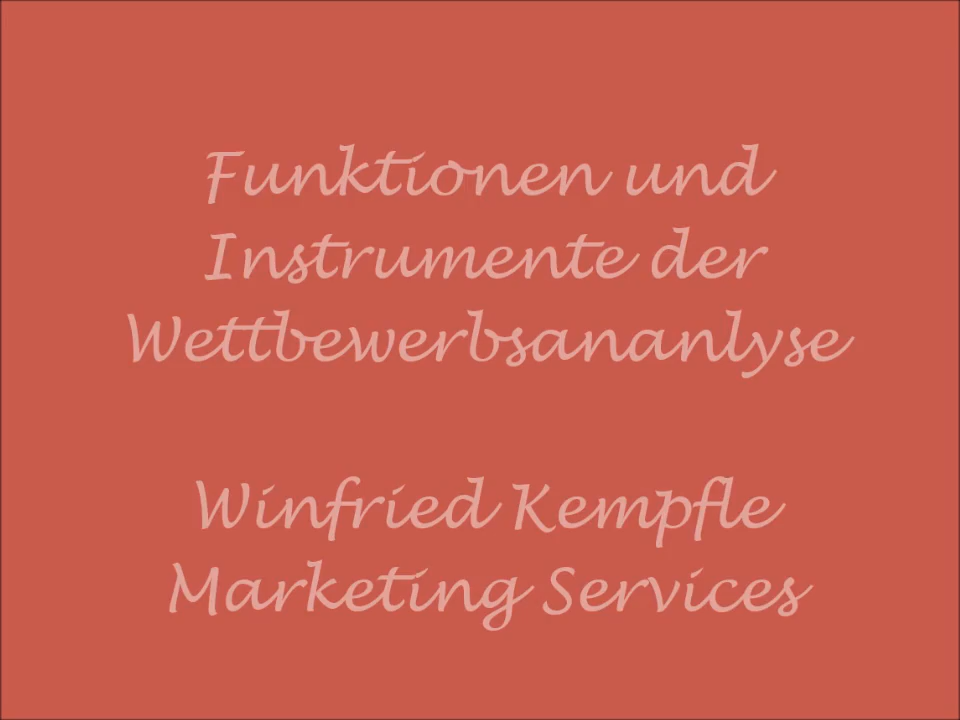 Funktionen und
Instrumente der
Wettbewerbsananlyse
Winfried Kempfle
Marketing Services